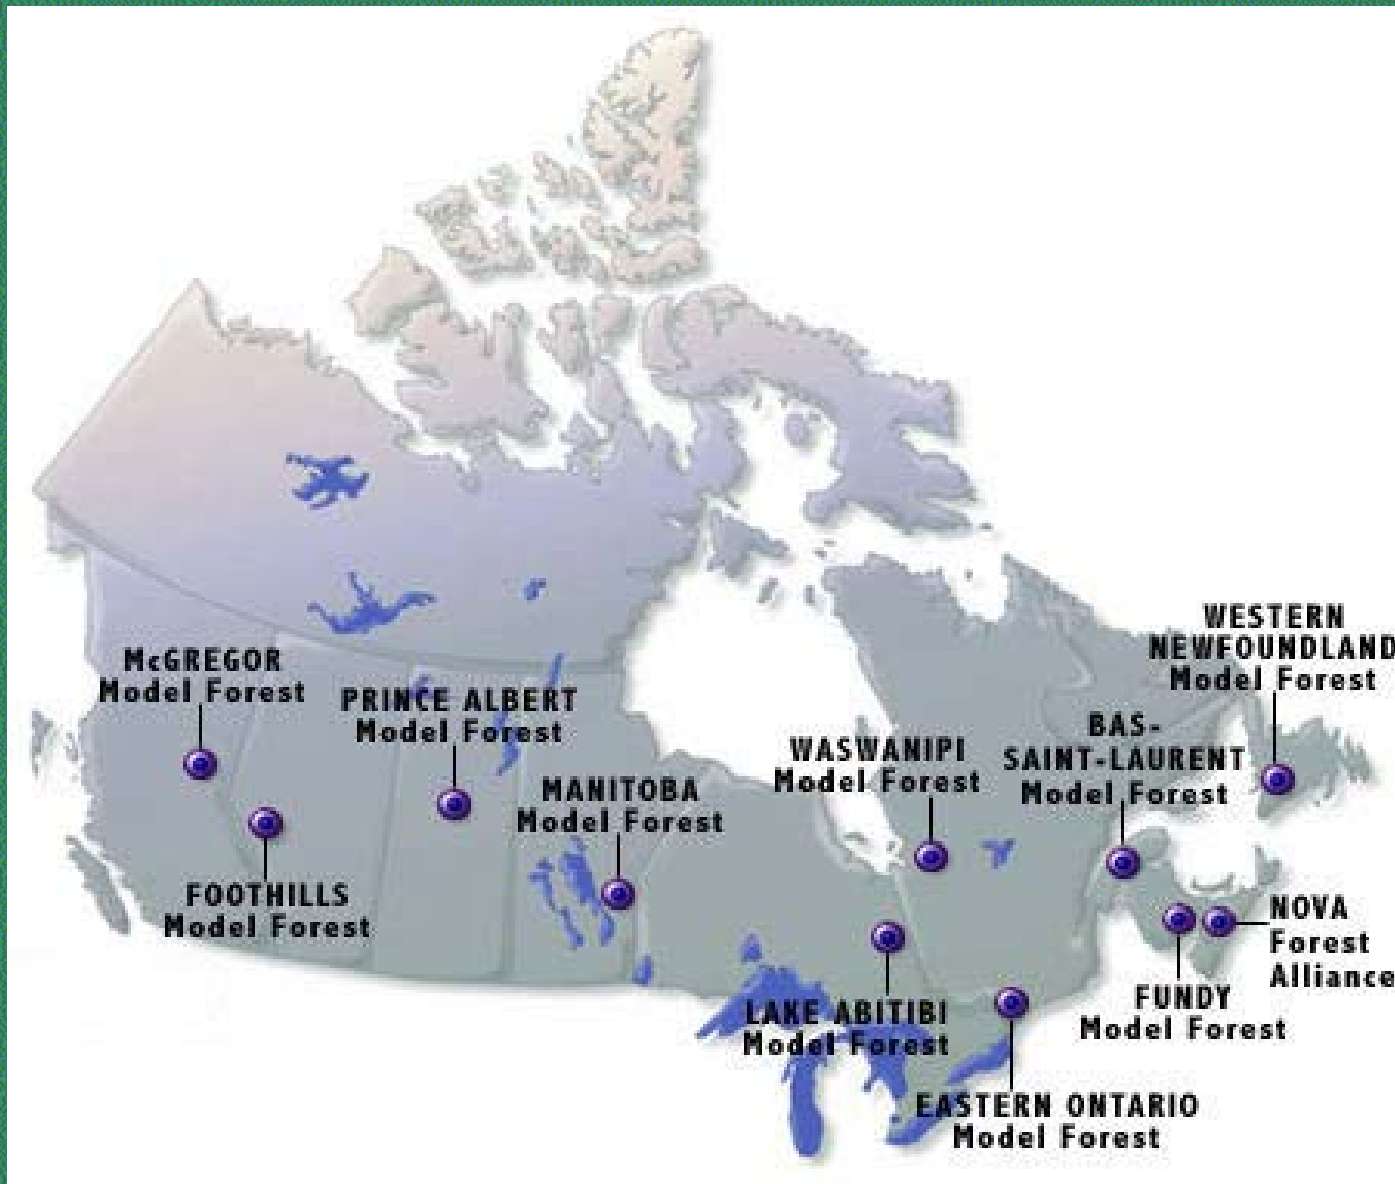 WESTERN
NEWFOUNDLAND
Model Forest
McGREGOR
Model Forest
PRINCE ALBERT
Model Forest
BAS-
SAINT-LAURENT
Model Forest
WASWANIPI
Model Forest
MANITOBA
Model Forest
FOOTHILLS
Model Forest
NOVA
Forest
Alliance
FUNDY
Model Forest
LAKE ABITIBI
Model Forest
EASTERN ONTARIO
Model Forest